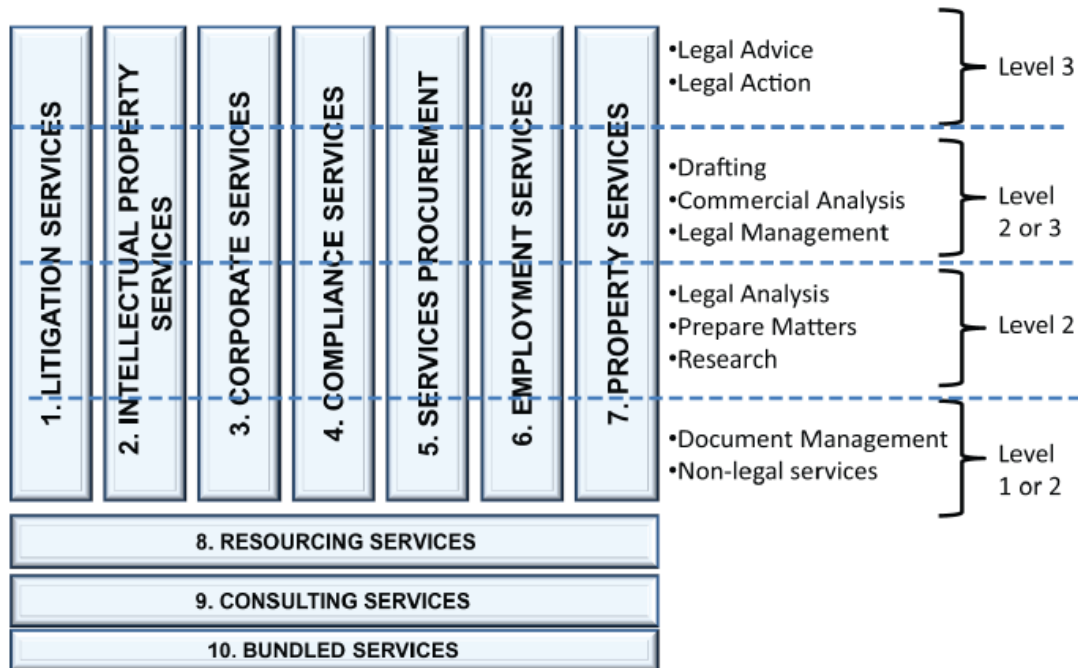 1. LITIGATION SERVICES
2. INTELLECTUAL PROPERTY
SERVICES
3. CORPORATE SERVICES
4. COMPLIANCE SERVICES
5. SERVICES PROCUREMENT
6. EMPLOYMENT SERVICES
7. PROPERTY SERVICES
•Legal Advice
•Legal Action
Level 3
•Drafting
•Commercial Analysis
•Legal Management
Level
2 or 3
•Legal Analysis
•Prepare Matters
•Research
Level 2
•Document Management
•Non-legal services
Level
1 or 2
8. RESOURCING SERVICES
9. CONSULTING SERVICES
10. BUNDLED SERVICES